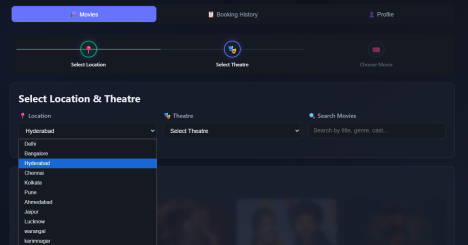 Movies
Booking History
Profile
Select Location
Select Theatre
Choose Movie
Select Location & Theatre
Location
Theatre
Search Movies
Hyderabad
Select Theatre
Search by title, genre, cast...
Delhi
Bangalore
Hyderabad
Chennai
Kolkata
Pune
Ahmedabad
Jaipur
Lucknow
warangal
karimnagar